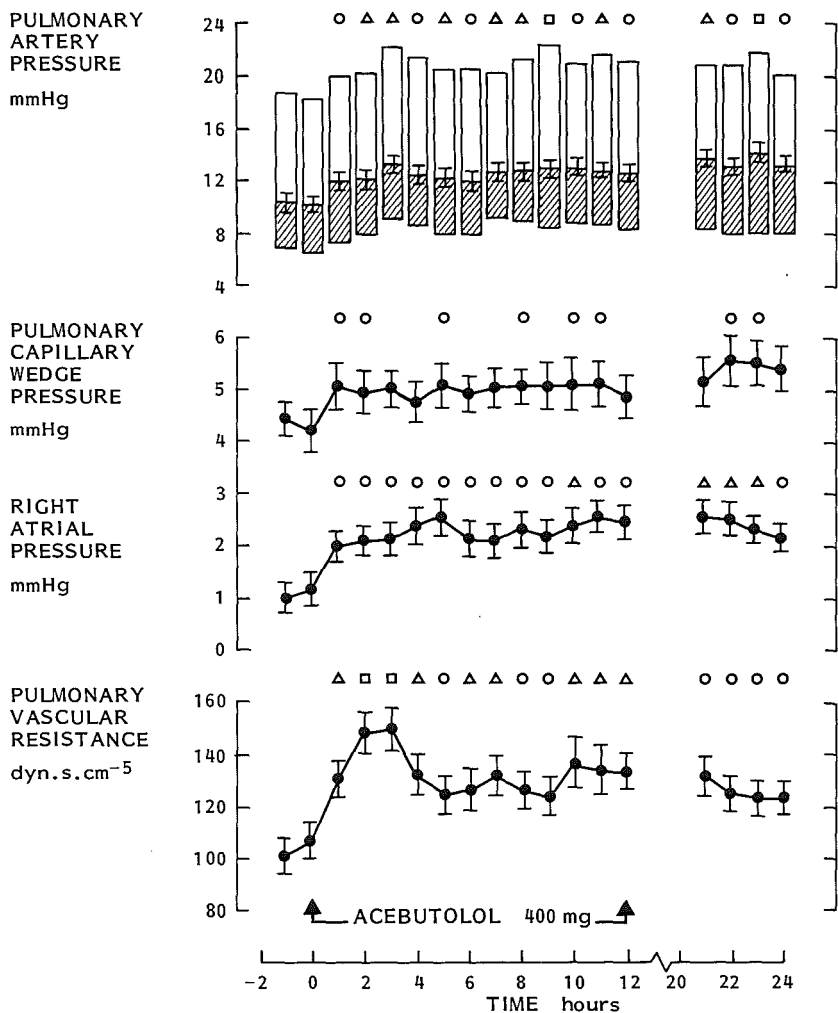 PULMONARY
ARTERY
PRESSURE
mmHg
24
20
16
12
8
4
PULMONARY
CAPILLARY
WEDGE
PRESSURE
mmHg
6
5
4
RIGHT
ATRIAL
PRESSURE
mmHg
3
2
1
0
PULMONARY
VASCULAR
RESISTANCE
dyn.s.cm⁻⁵
160
140
120
100
80
ACEBUTOLOL 400 mg
-2 0 2 4 6 8 10 12 20 22 24
TIME hours